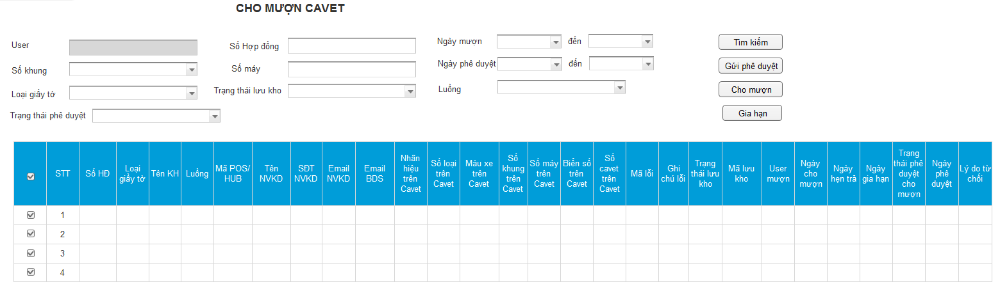 CHO MƯỢN CAVET
User
Số Hợp đồng
Ngày mượn
đến
Tìm kiếm
Số khung
Số máy
Ngày phê duyệt
đến
Gửi phê duyệt
Loại giấy tờ
Trạng thái lưu kho
Luồng
Cho mượn
Trạng thái phê duyệt
Gia hạn
STT
Số HĐ
Loại
giầy tờ
Tên KH
Luồng
Mã POS/
HUB
Tên
NVKD
SĐT
NVKD
Email
NVKD
Email
BDS
Nhãn
hiệu
trên
Cavet
Số loại
trên
Cavet
Màu xe
trên
Cavet
Số
khung
trên
Cavet
Số máy
trên
Cavet
Biển số
trên
Cavet
Số
cavet
trên
Cavet
Mã lỗi
Ghi
chú lỗi
Trạng
thái lưu
kho
Mã lưu
kho
User
mượn
Ngày
cho
mượn
Ngày
hẹn trả
Ngày
gia hạn
Trạng
thái phê
duyệt
cho
mượn
Ngày
phê
duyệt
Lý do từ
chối
1
2
3
4